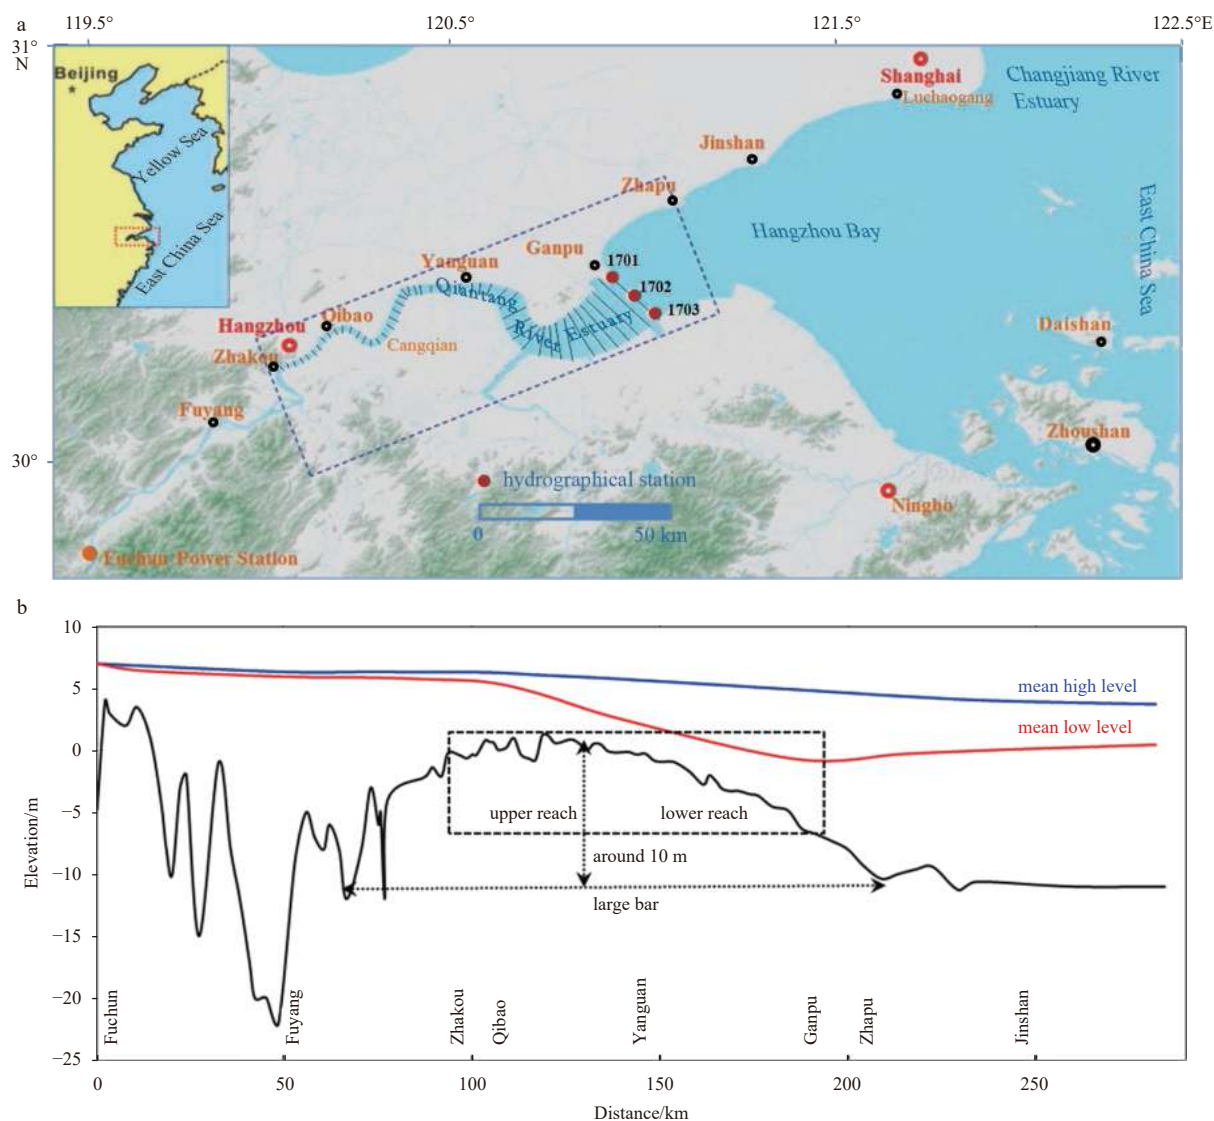 a
119.5°
120.5°
121.5°
122.5°E
31°
N
Beijing
Yellow Sea
East China Sea
Shanghai
Luchaogang
Changjiang River
Estuary
Jinshan
Zhapu
Hangzhou Bay
East China Sea
Ganpu
1701
1702
1703
Yanguan
Qiantang
River Estuary
Qibao
Hangzhou
Cangqian
Zhakou
Daishan
Fuyang
Zhoushan
30°
hydrographical station
Ningbo
0
50 km
Fuchun Power Station
b
10
5
0
−5
−10
−15
−20
−25
Elevation/m
mean high level
mean low level
upper reach
lower reach
around 10 m
large bar
Fuchun
Fuyang
Zhakou
Qibao
Yanguan
Ganpu
Zhapu
Jinshan
0
50
100
150
200
250
Distance/km